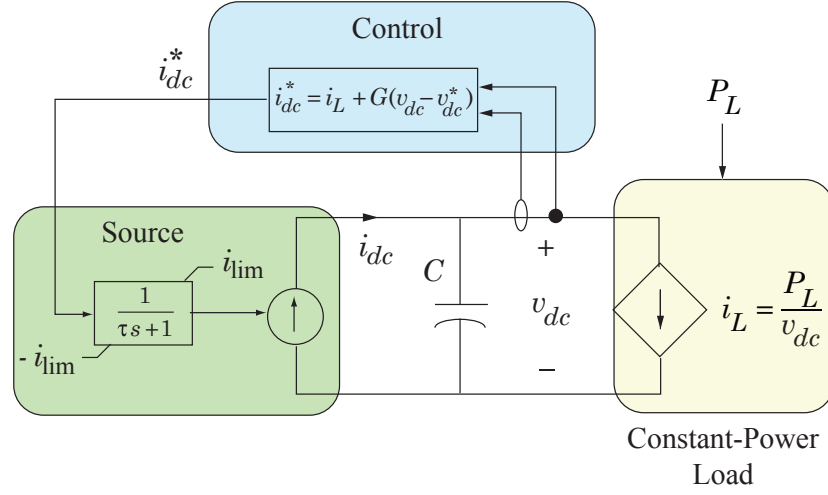 Control
i*dc
i*dc = iL + G(vdc − v*dc)
PL
Source
ilim
1
τs+1
- ilim
idc
C
+
vdc
−
iL = PL
vdc
Constant-Power
Load